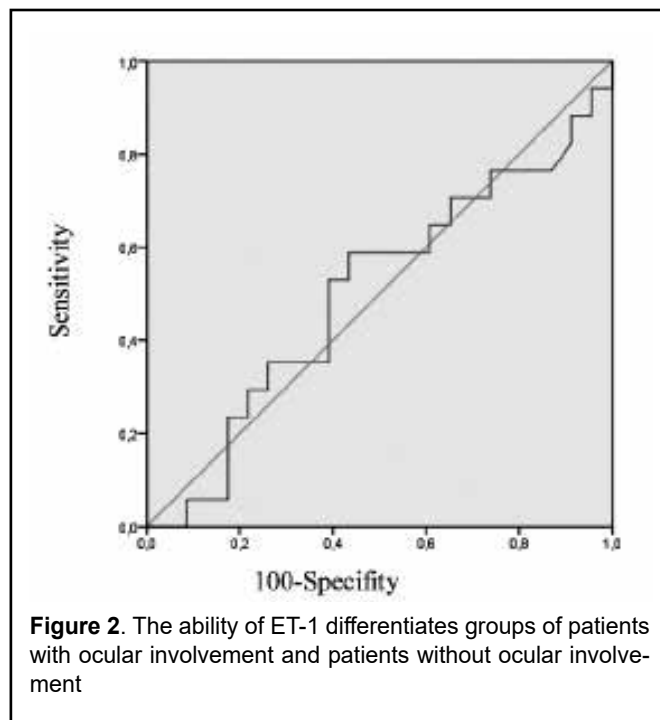 1,0
0,8
0,6
0,4
0,2
0,0
Sensitivity
0,0 0,2 0,4 0,6 0,8 1,0
100-Specifity
Figure 2. The ability of ET-1 differentiates groups of patients
with ocular involvement and patients without ocular involve-
ment